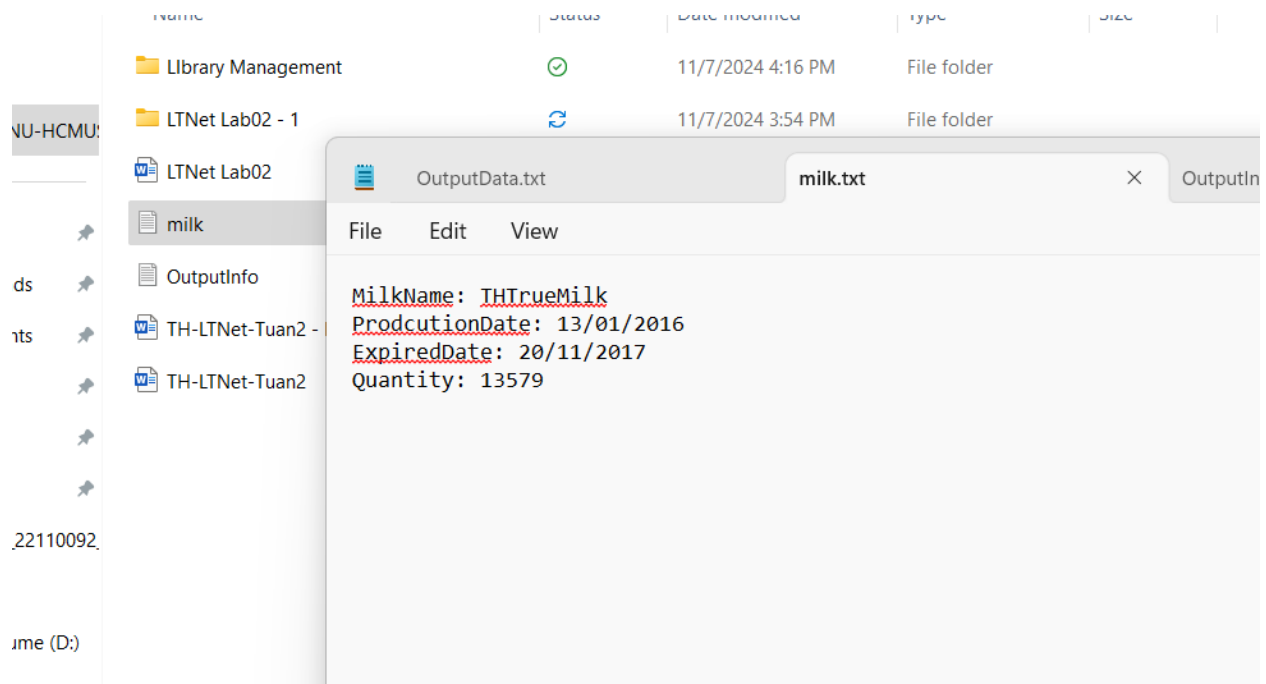 Name Status Date modified Type Size
LIbrary Management 11/7/2024 4:16 PM File folder
LTNet Lab02 - 1 11/7/2024 3:54 PM File folder
LTNet Lab02
milk
OutputInfo
TH-LTNet-Tuan2 -
TH-LTNet-Tuan2
NU-HCMUS
ds
nts
_22110092_
ume (D:)
OutputData.txt milk.txt OutputIn
File Edit View
MilkName: THTrueMilk
ProdcutionDate: 13/01/2016
ExpiredDate: 20/11/2017
Quantity: 13579